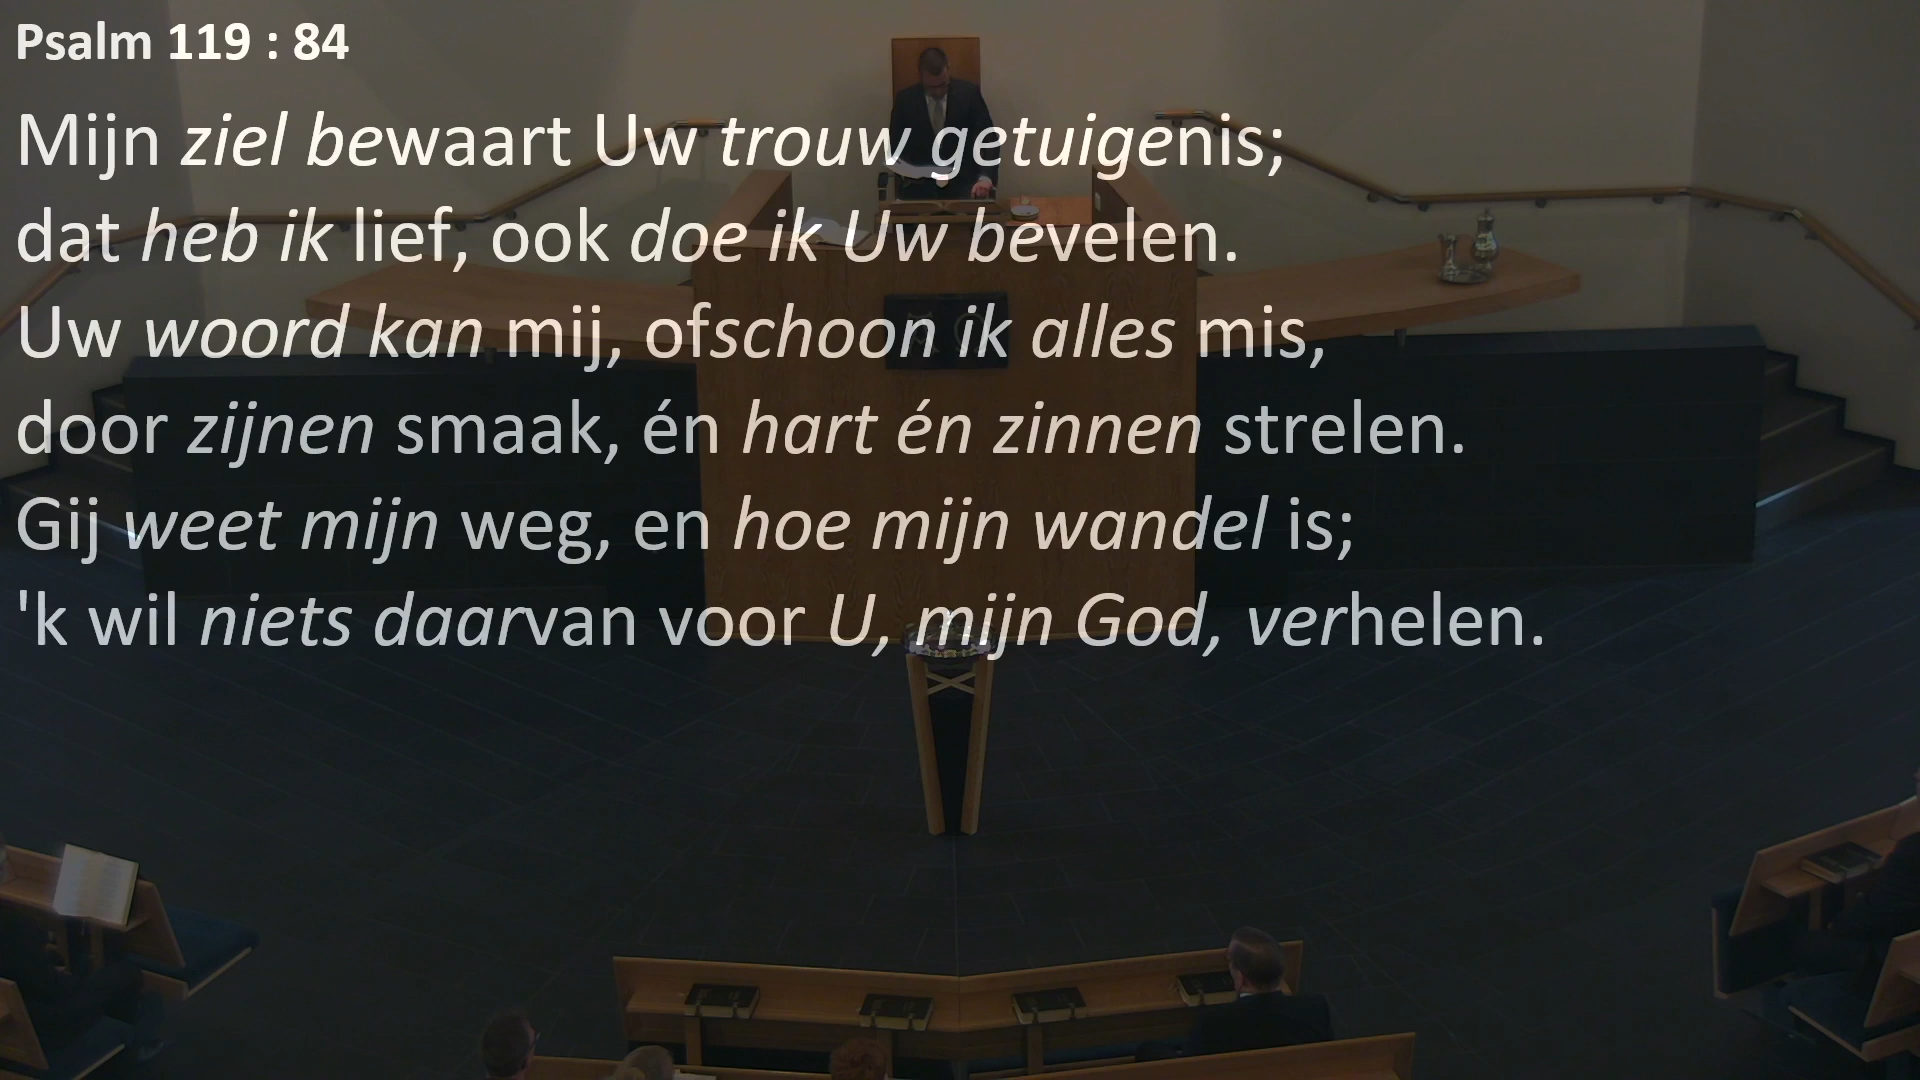 Psalm 119 : 84
Mijn ziel bewaart Uw trouw getuigenis;
dat heb ik lief, ook doe ik Uw bevelen.
Uw woord kan mij, ofschoon ik alles mis,
door zijnen smaak, én hart én zinnen strelen.
Gij weet mijn weg, en hoe mijn wandel is;
'k wil niets daarvan voor U, mijn God, verhelen.